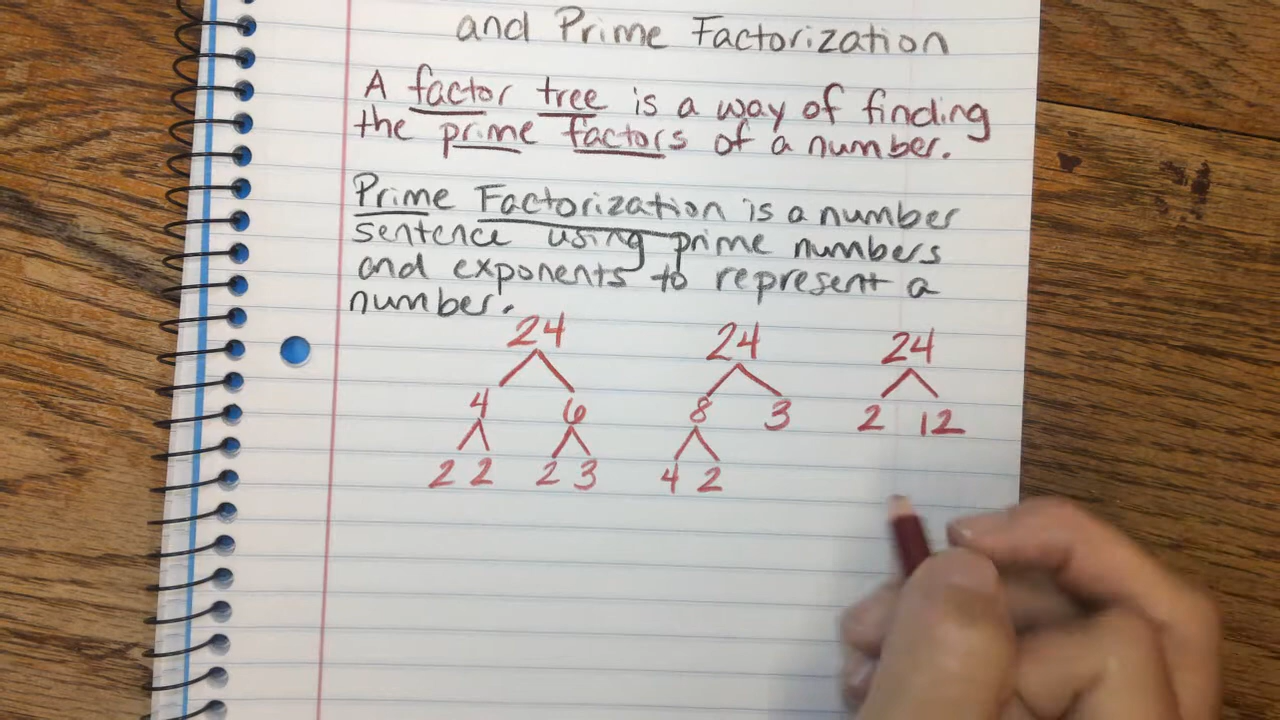 and Prime Factorization
A factor tree is a way of finding
the prime factors of a number.
Prime Factorization is a number
sentence using prime numbers
and exponents to represent a
number.
24 24 24
4 6 8 3 2 12
2 2 2 3 4 2